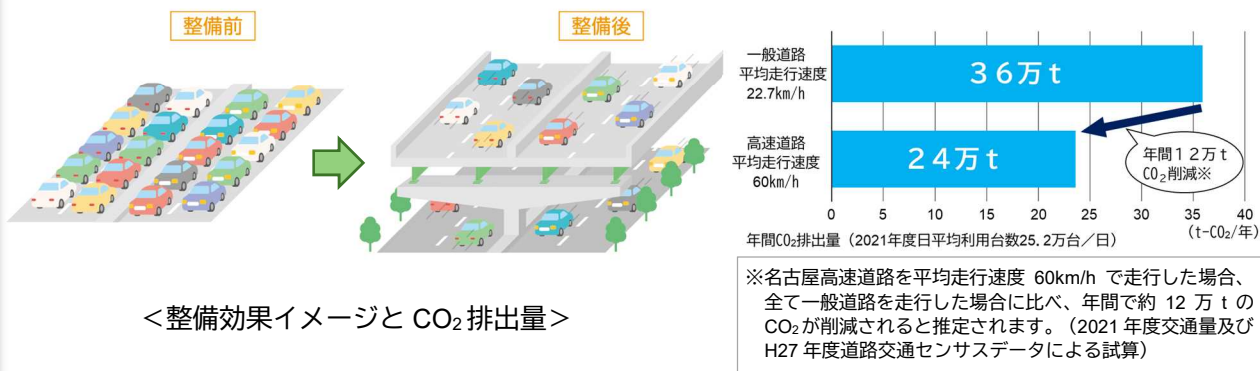 整備前
整備後
＜整備効果イメージと CO₂排出量＞
一般道路
平均走行速度
22.7km/h
36万t
高速道路
平均走行速度
60km/h
24万t
年間12万t
CO₂削減※
0 5 10 15 20 25 30 35 40
(t-CO₂/年)
年間CO₂排出量（2021年度日平均利用台数25.2万台／日）
※名古屋高速道路を平均走行速度 60km/h で走行した場合、
全て一般道路を走行した場合に比べ、年間で約 12 万 t の
CO₂が削減されると推定されます。（2021 年度交通量及び
H27 年度道路交通センサスデータによる試算）